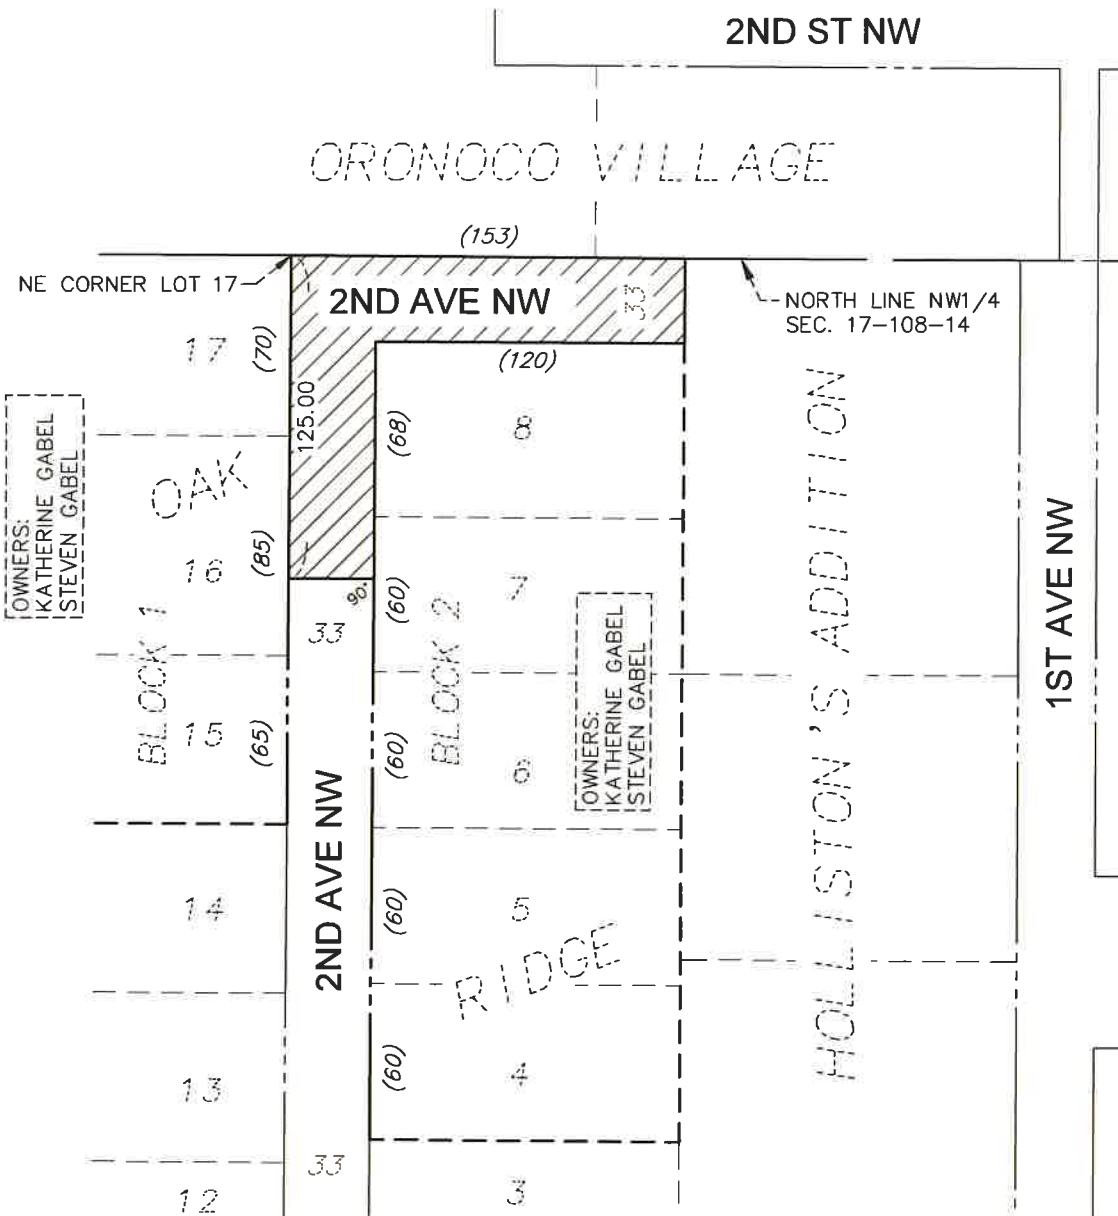 2ND ST NW
ORONOCO VILLAGE
(153)
NE CORNER LOT 17
2ND AVE NW
33
NORTH LINE NW1/4
SEC. 17-108-14
17
(70)
(120)
125.00
(68)
8
OWNERS:
KATHERINE GABEL
STEVEN GABEL
OAK
16
(85)
90°
(60)
7
33
BLOCK 1
BLOCK 2
OWNERS:
KATHERINE GABEL
STEVEN GABEL
HOLLISTON'S ADDITION
1ST AVE NW
15
(65)
(60)
6
2ND AVE NW
14
(60)
5
RIDGE
13
(60)
4
33
12
3